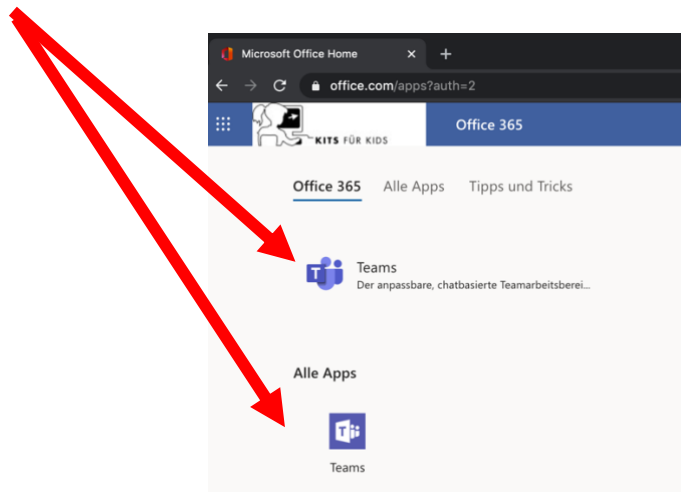 Microsoft Office Home
office.com/apps?auth=2
KITS FÜR KIDS
Office 365
Office 365 Alle Apps Tipps und Tricks
Teams
Der anpassbare, chatbasierte Teamarbeitsberei...
Alle Apps
Teams